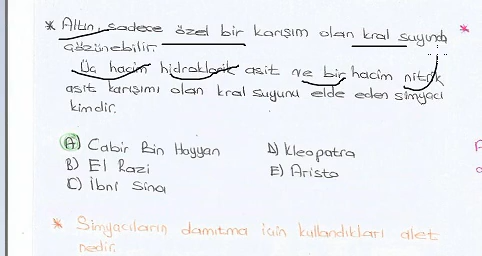 * Altın, sadece özel bir karışım olan kral suyunda *
çözünebilir.
Üç hacim hidroklorik asit ve bir hacim nitrik
asit karışımı olan kral suyunu elde eden simyacı
kimdir.
A) Cabir Bin Hayyan
B) El Razi
C) İbni Sina
D) Kleopatra
E) Aristo
* Simyacıların damıtma için kullandıkları alet
nedir.